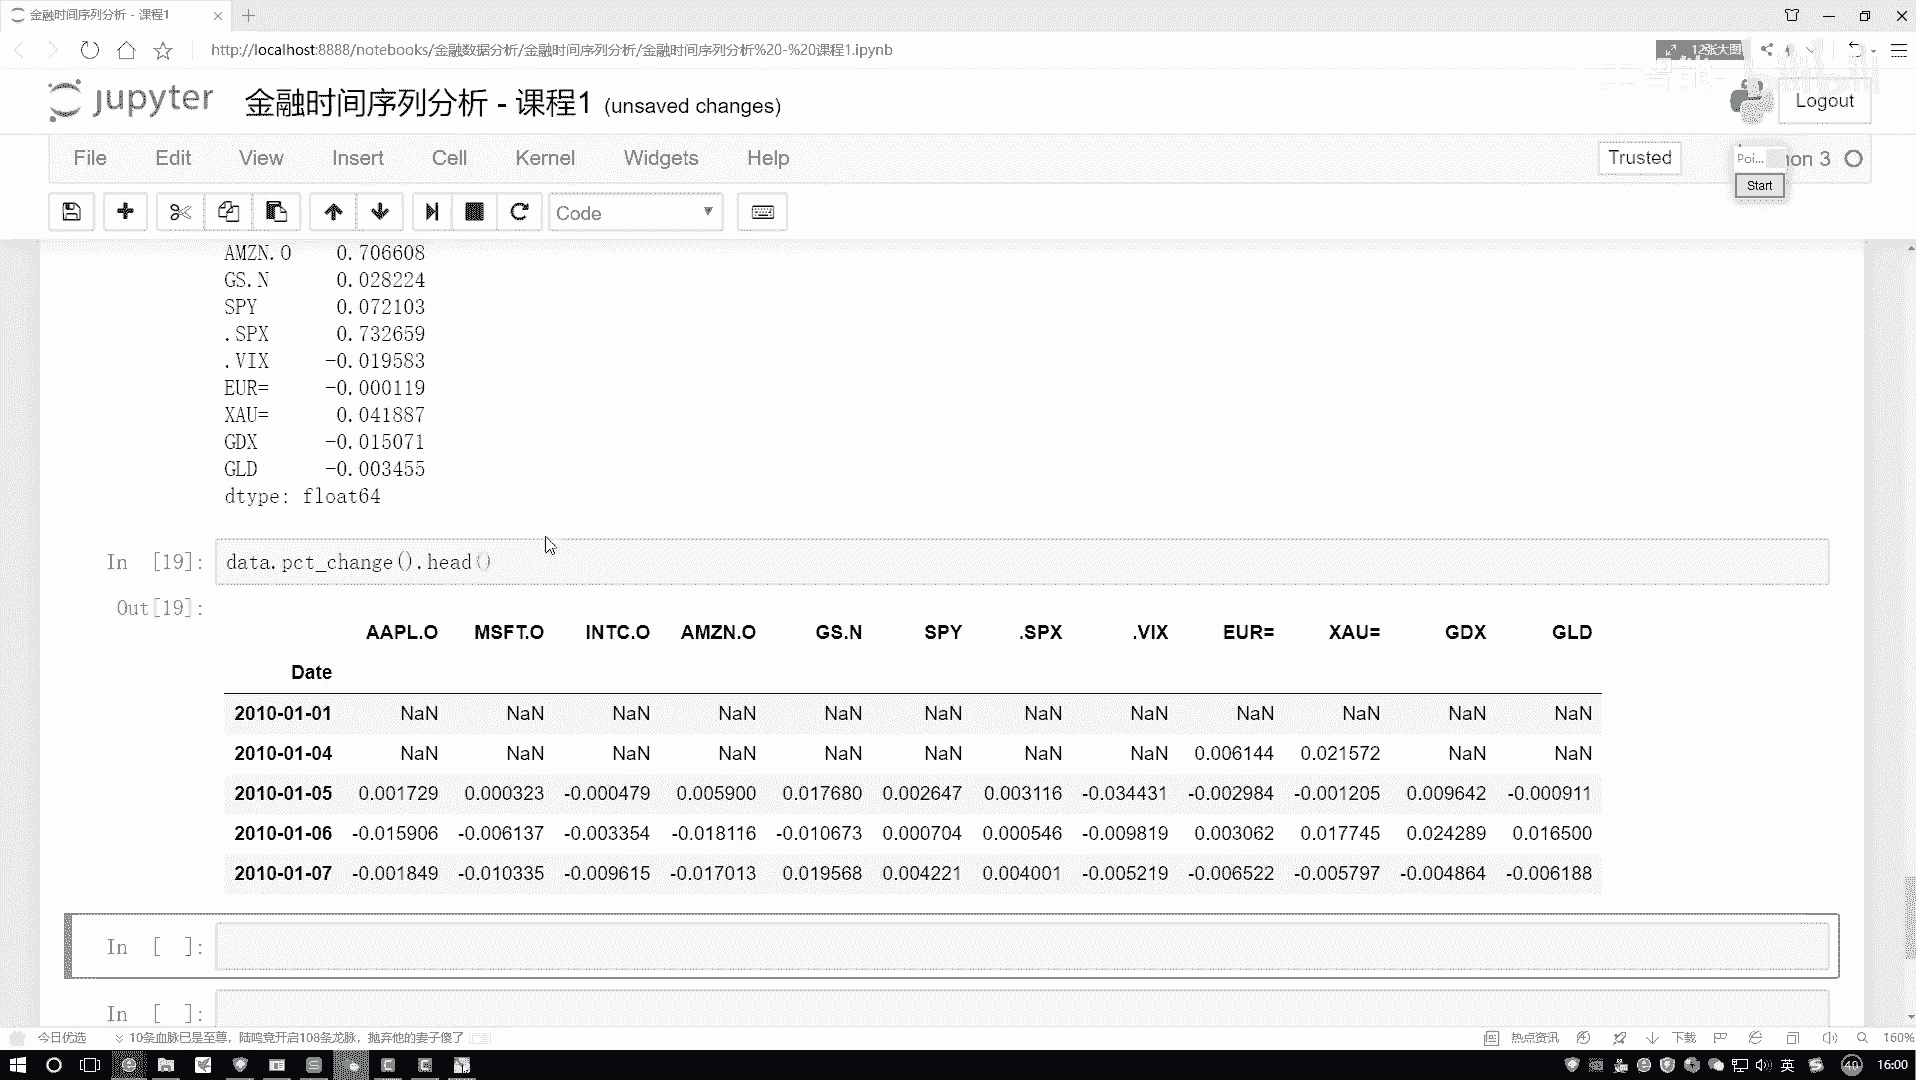 金融时间序列分析 - 课程1
http://localhost:8888/notebooks/金融数据分析/金融时间序列分析/金融时间序列分析%20-%20课程1.ipynb
12张大图
jupyter 金融时间序列分析 - 课程1 (unsaved changes)
Logout
File Edit View Insert Cell Kernel Widgets Help
Trusted
Poi... hon 3
Start
Code
AMZN.O 0.706608
GS.N 0.028224
SPY 0.072103
.SPX 0.732659
.VIX -0.019583
EUR= -0.000119
XAU= 0.041887
GDX -0.015071
GLD -0.003455
dtype: float64
In [19]: data.pct_change().head()
Out[19]:
AAPL.O MSFT.O INTC.O AMZN.O GS.N SPY .SPX .VIX EUR= XAU= GDX GLD
Date
2010-01-01 NaN NaN NaN NaN NaN NaN NaN NaN NaN NaN NaN NaN
2010-01-04 NaN NaN NaN NaN NaN NaN NaN NaN 0.006144 0.021572 NaN NaN
2010-01-05 0.001729 0.000323 -0.000479 0.005900 0.017680 0.002647 0.003116 -0.034431 -0.002984 -0.001205 0.009642 -0.000911
2010-01-06 -0.015906 -0.006137 -0.003354 -0.018116 -0.010673 0.000704 0.000546 -0.009819 0.003062 0.017745 0.024289 0.016500
2010-01-07 -0.001849 -0.010335 -0.009615 -0.017013 0.019568 0.004221 0.004001 -0.005219 -0.006522 -0.005797 -0.004864 -0.006188
In [ ]:
In [ ]:
今日优选 10条血脉已是至尊，陆鸣竟开启108条龙脉，抛弃他的妻子傻了 热点资讯 下载 160%
英 40 16:00